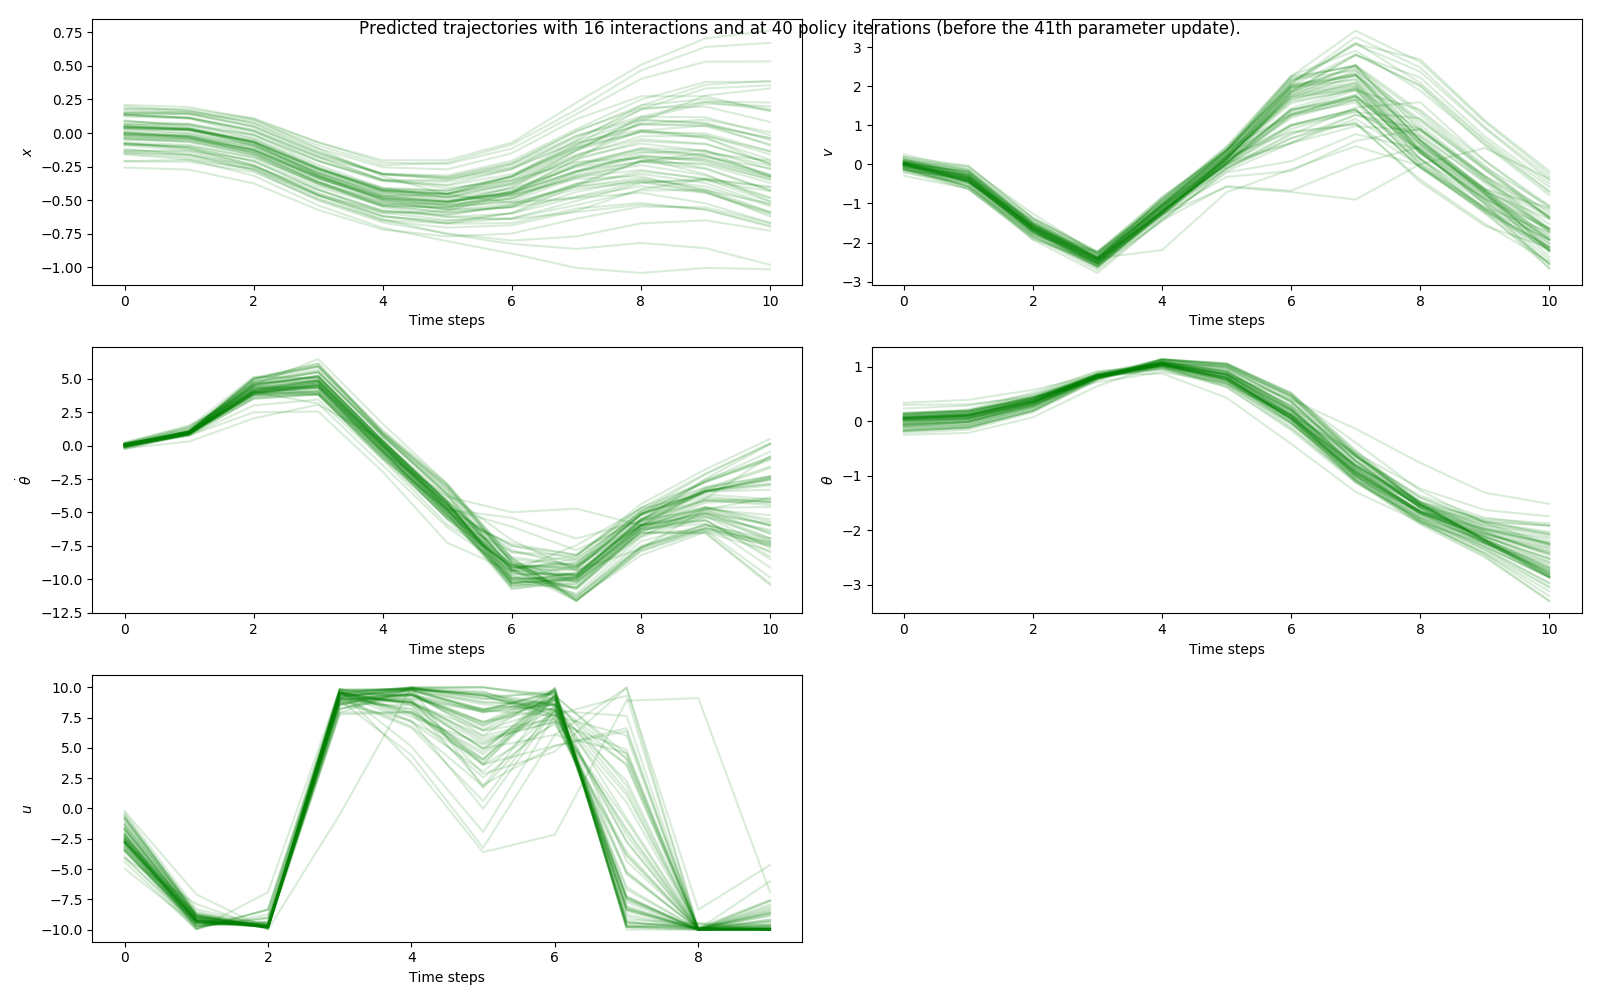 Predicted trajectories with 16 interactions and at 40 policy iterations (before the 41th parameter update).
0.75
0.50
0.25
0.00
−0.25
−0.50
−0.75
−1.00
x
0 2 4 6 8 10
Time steps
3
2
1
0
−1
−2
−3
v
0 2 4 6 8 10
Time steps
5.0
2.5
0.0
−2.5
−5.0
−7.5
−10.0
−12.5
θ̇
0 2 4 6 8 10
Time steps
1
0
−1
−2
−3
θ
0 2 4 6 8 10
Time steps
10.0
7.5
5.0
2.5
0.0
−2.5
−5.0
−7.5
−10.0
u
0 2 4 6 8
Time steps